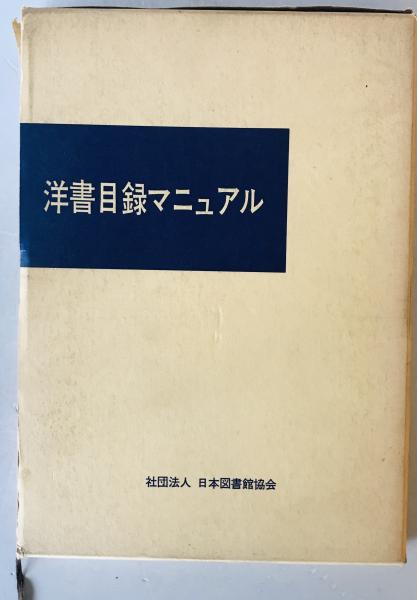 洋書目録マニュアル
社団法人 日本図書館協会